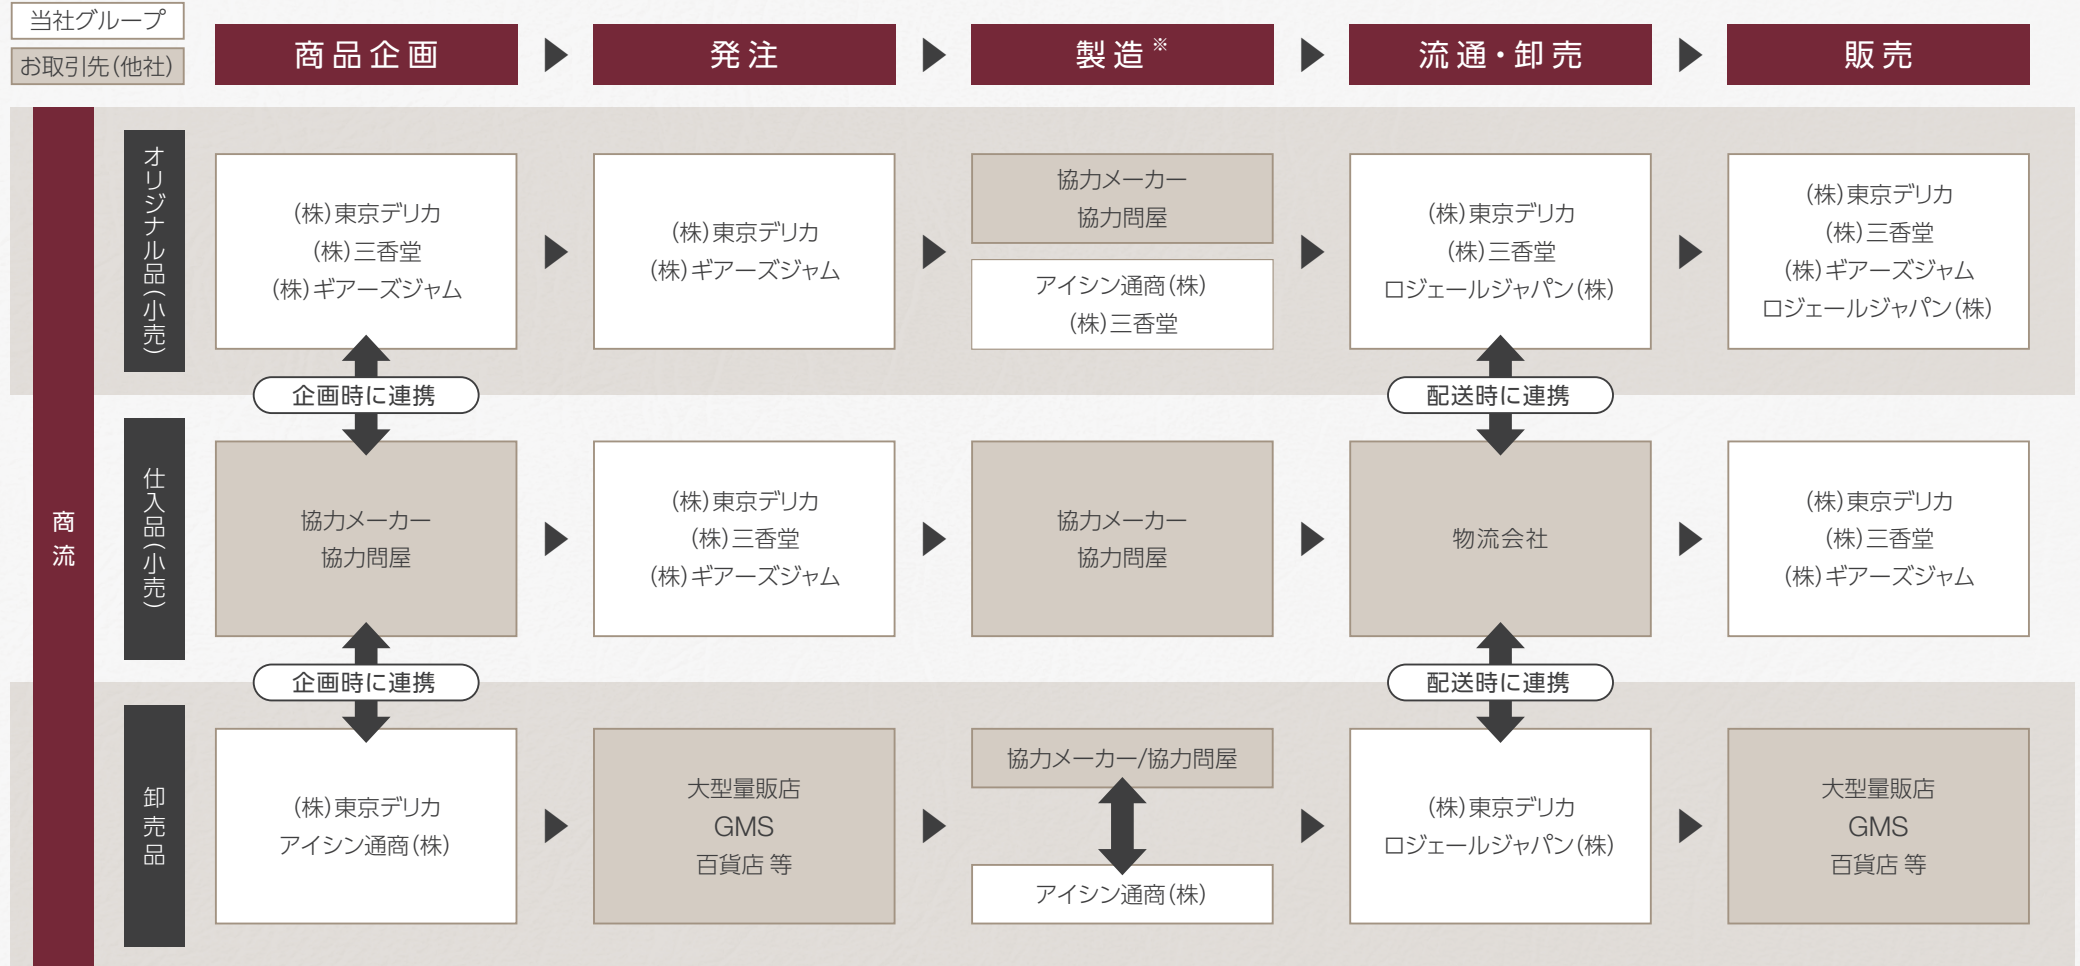 当社グループ
お取引先(他社)
商品企画
発注
製造※
流通・卸売
販売
商流
オリジナル品(小売)
(株)東京デリカ
(株)三香堂
(株)ギアーズジャム
(株)東京デリカ
(株)ギアーズジャム
協力メーカー
協力問屋
アイシン通商(株)
(株)三香堂
(株)東京デリカ
(株)三香堂
ロジェールジャパン(株)
(株)東京デリカ
(株)三香堂
(株)ギアーズジャム
ロジェールジャパン(株)
企画時に連携
配送時に連携
仕入品(小売)
協力メーカー
協力問屋
(株)東京デリカ
(株)三香堂
(株)ギアーズジャム
協力メーカー
協力問屋
物流会社
(株)東京デリカ
(株)三香堂
(株)ギアーズジャム
企画時に連携
配送時に連携
卸売品
(株)東京デリカ
アイシン通商(株)
大型量販店
GMS
百貨店 等
協力メーカー/協力問屋
アイシン通商(株)
(株)東京デリカ
ロジェールジャパン(株)
大型量販店
GMS
百貨店 等